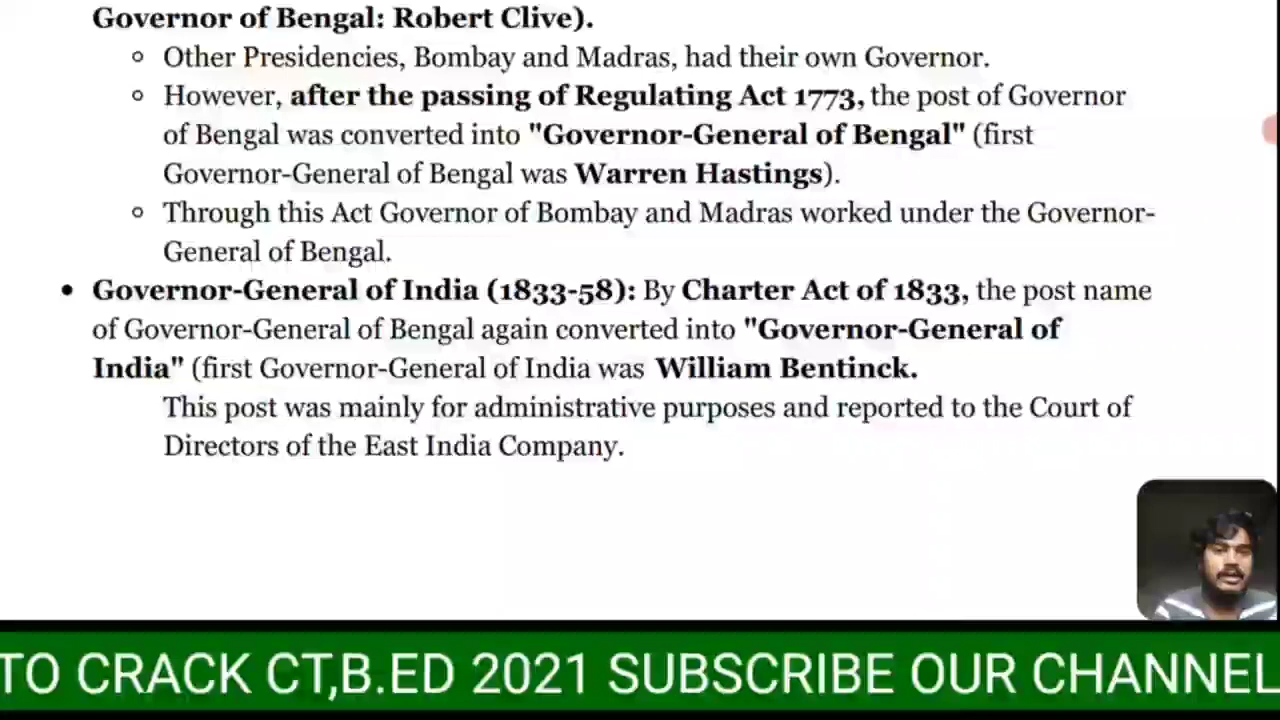 Governor of Bengal: Robert Clive).
Other Presidencies, Bombay and Madras, had their own Governor.
However, after the passing of Regulating Act 1773, the post of Governor
of Bengal was converted into "Governor-General of Bengal" (first
Governor-General of Bengal was Warren Hastings).
Through this Act Governor of Bombay and Madras worked under the Governor-
General of Bengal.
Governor-General of India (1833-58): By Charter Act of 1833, the post name
of Governor-General of Bengal again converted into "Governor-General of
India" (first Governor-General of India was William Bentinck.
This post was mainly for administrative purposes and reported to the Court of
Directors of the East India Company.
TO CRACK CT,B.ED 2021 SUBSCRIBE OUR CHANNEL